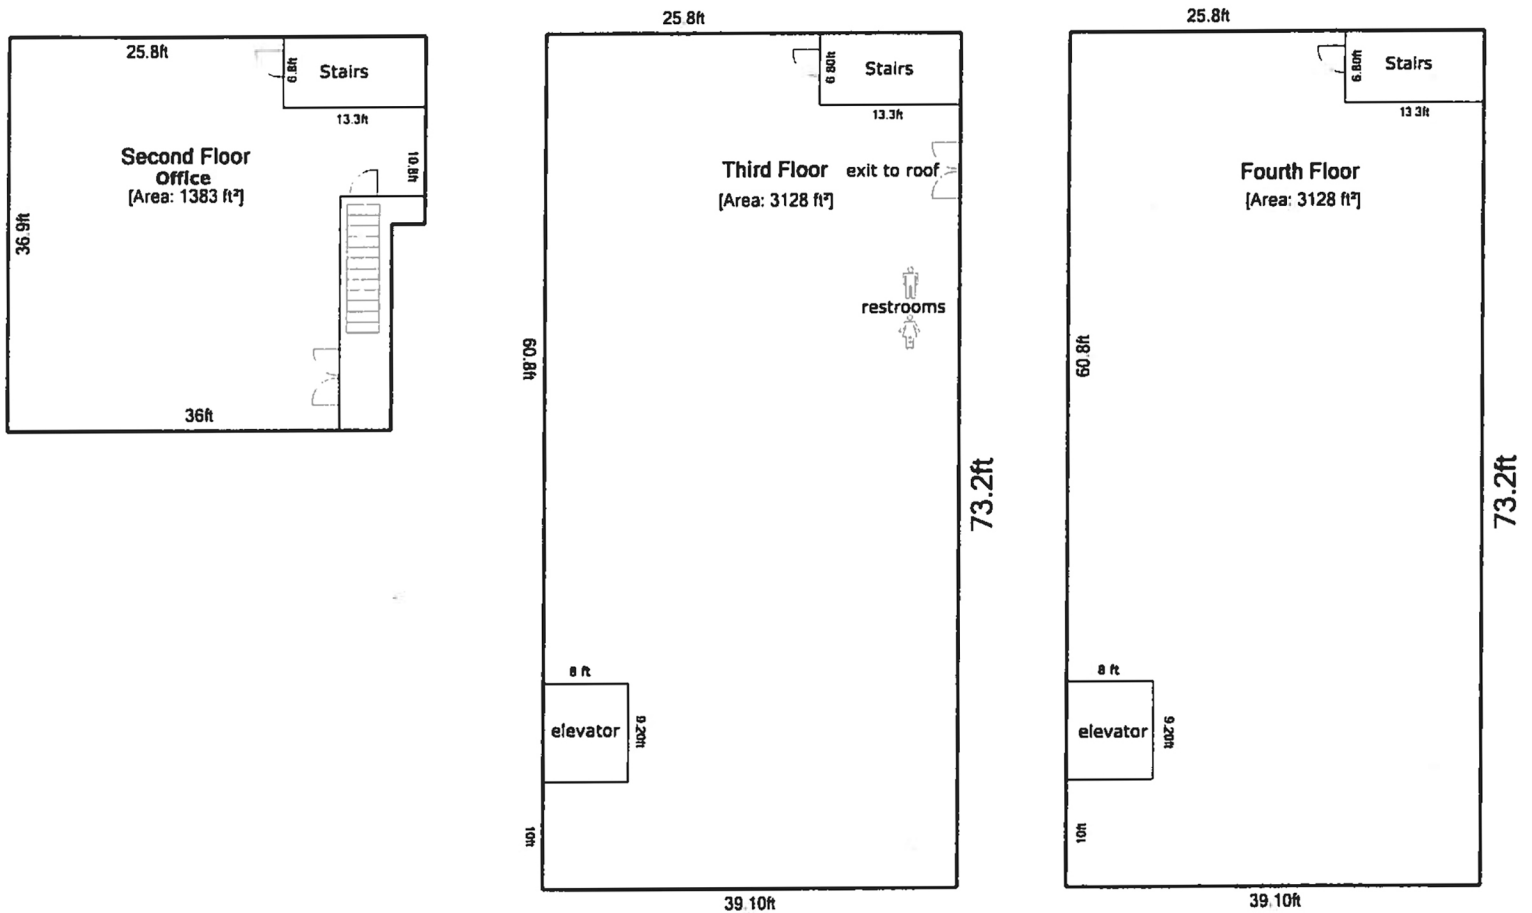 25.8ft
6.8ft
Stairs
13.3ft
Second Floor
Office
[Area: 1383 ft²]
10.8ft
36.9ft
36ft
25.8ft
6.80ft
Stairs
13.3ft
Third Floor
exit to roof
[Area: 3128 ft²]
restrooms
60.8ft
73.2ft
8 ft
elevator
9.20ft
10ft
39.10ft
25.8ft
6.80ft
Stairs
13.3ft
Fourth Floor
[Area: 3128 ft²]
60.8ft
73.2ft
8 ft
elevator
9.20ft
10ft
39.10ft